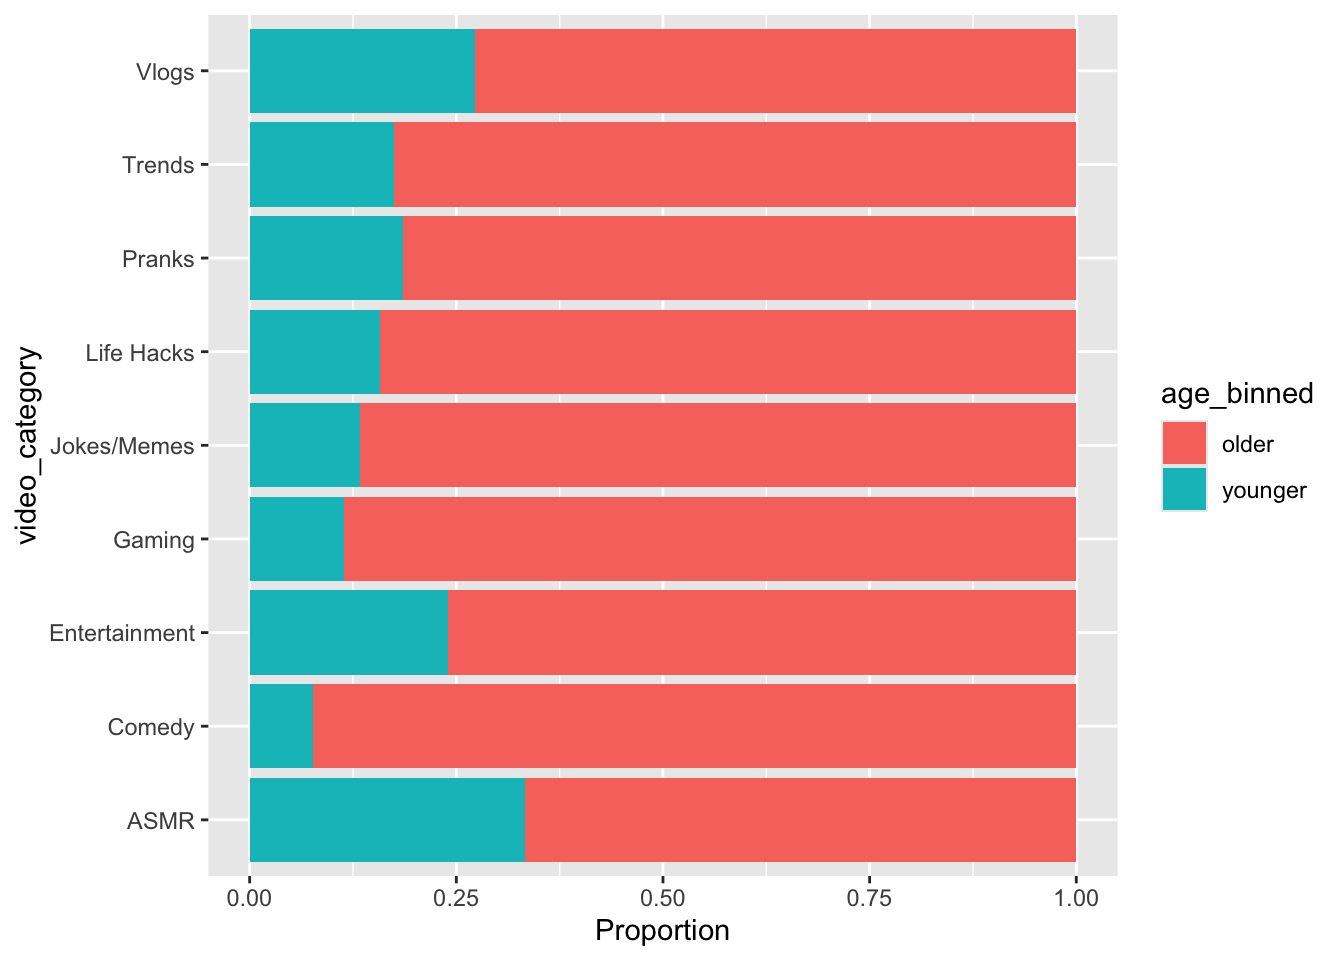 Vlogs
Trends
Pranks
Life Hacks
Jokes/Memes
Gaming
Entertainment
Comedy
ASMR
video_category
0.00 0.25 0.50 0.75 1.00
Proportion
age_binned
older
younger